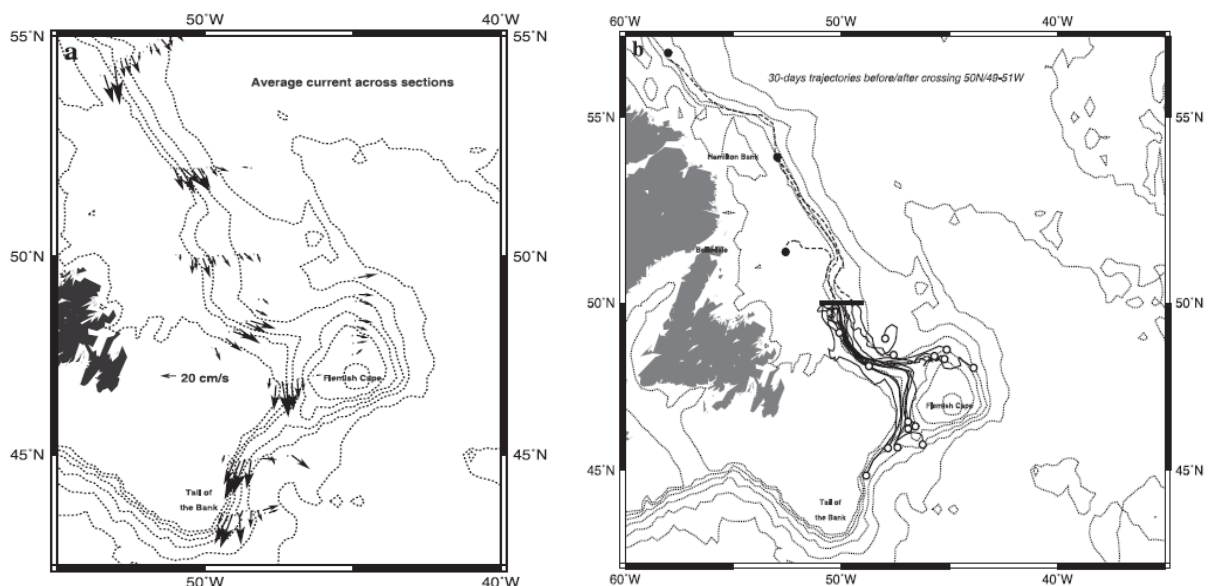 50˚W 40˚W
55˚N a 55˚N
Average current across sections
50˚N 50˚N
20 cm/s
Flemish Cape
45˚N 45˚N
Tail of
the Bank
50˚W 40˚W
60˚W 50˚W 40˚W
b
30-days trajectories before/after crossing 50N/49-51W
55˚N 55˚N
Hamilton Bank
50˚N 50˚N
Flemish Cape
45˚N 45˚N
Tail of
the Bank
60˚W 50˚W 40˚W